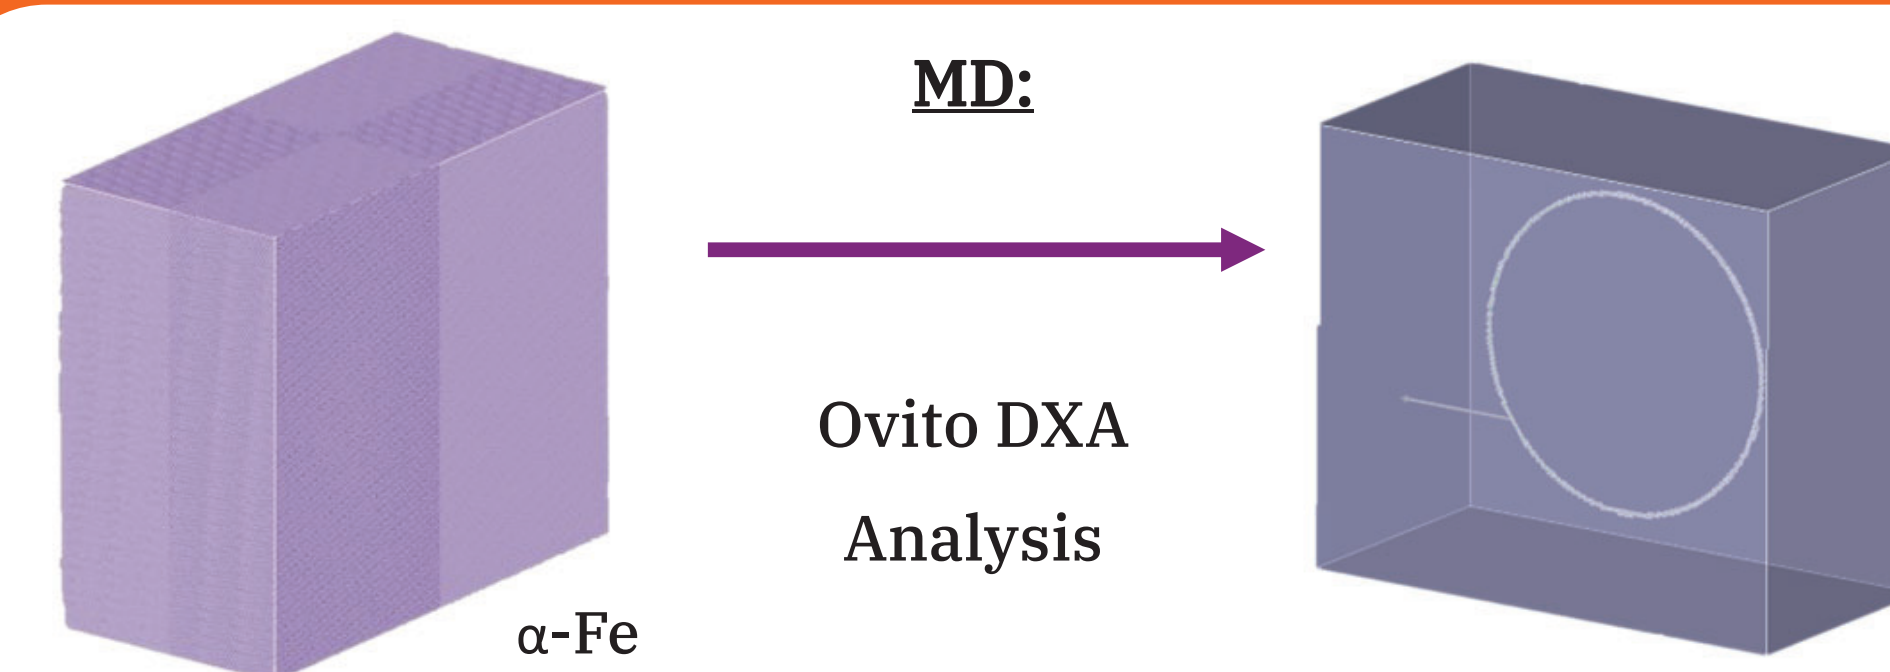 MD:
Ovito DXA
Analysis
α-Fe